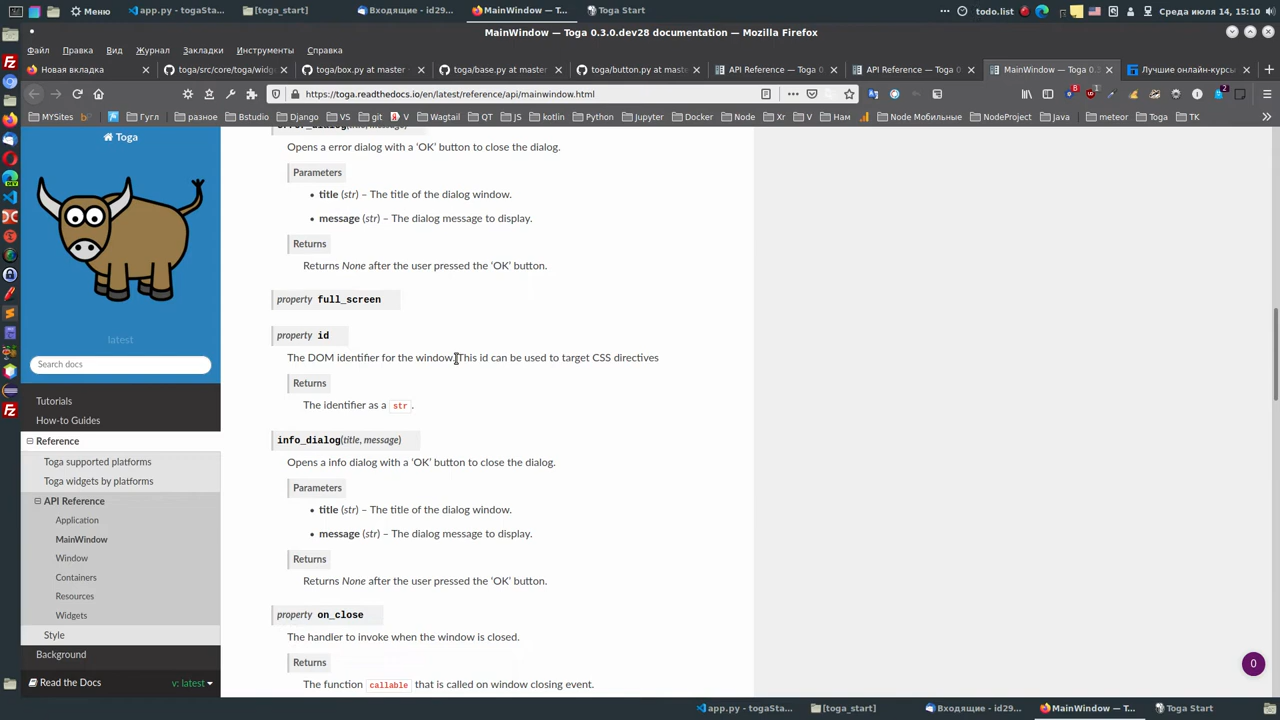 Меню
app.py - togaSta...
[toga_start]
Входящие - id29...
MainWindow — T...
Toga Start
todo.list
Среда июля 14, 15:10
MainWindow — Toga 0.3.0.dev28 documentation — Mozilla Firefox
Файл Правка Вид Журнал Закладки Инструменты Справка
Новая вкладка
toga/src/core/toga/widg
toga/box.py at master ·
toga/base.py at master ·
toga/button.py at master
API Reference — Toga 0.
API Reference — Toga 0.
MainWindow — Toga 0.3
Лучшие онлайн-курсы
https://toga.readthedocs.io/en/latest/reference/api/mainwindow.html
MYSites Гугл разное Bstudio Django VS git V Wagtail QT JS kotlin Python Jupyter Docker Node Xr V Нам Node Мобильные NodeProject Java meteor Toga TK
Toga
latest
Search docs
Tutorials
How-to Guides
Reference
Toga supported platforms
Toga widgets by platforms
API Reference
Application
MainWindow
Window
Containers
Resources
Widgets
Style
Background
Read the Docs
v: latest
error_dialog(title, message)
Opens a error dialog with a ‘OK’ button to close the dialog.
Parameters
• title (str) – The title of the dialog window.
• message (str) – The dialog message to display.
Returns
Returns None after the user pressed the ‘OK’ button.
property full_screen
property id
The DOM identifier for the window. This id can be used to target CSS directives
Returns
The identifier as a str.
info_dialog(title, message)
Opens a info dialog with a ‘OK’ button to close the dialog.
Parameters
• title (str) – The title of the dialog window.
• message (str) – The dialog message to display.
Returns
Returns None after the user pressed the ‘OK’ button.
property on_close
The handler to invoke when the window is closed.
Returns
The function callable that is called on window closing event.
0
app.py - togaSta...
[toga_start]
Входящие - id29...
MainWindow — T...
Toga Start